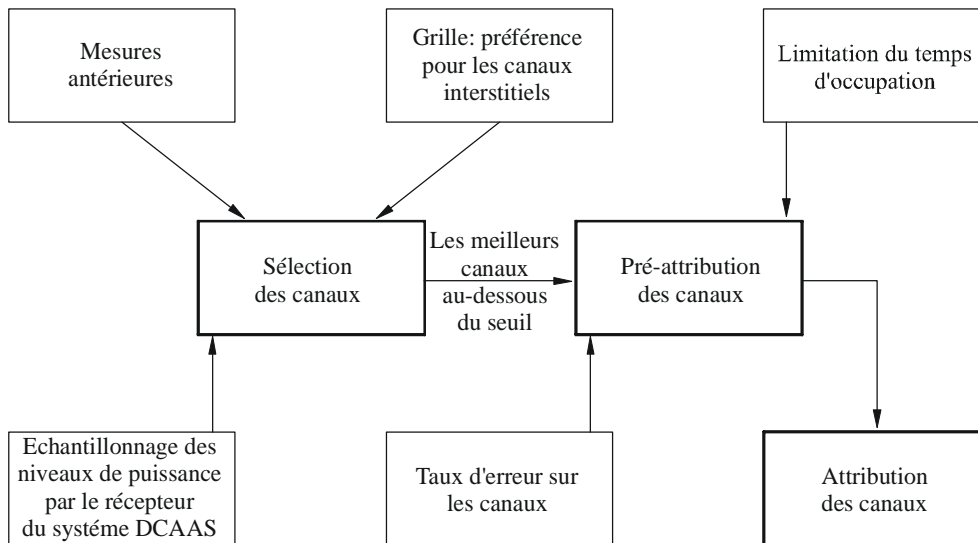 Mesures
antérieures
Grille: préférence
pour les canaux
interstitiels
Limitation du temps
d'occupation
Sélection
des canaux
Les meilleurs
canaux
au-dessous
du seuil
Pré-attribution
des canaux
Echantillonnage des
niveaux de puissance
par le récepteur
du systéme DCAAS
Taux d'erreur sur
les canaux
Attribution
des canaux